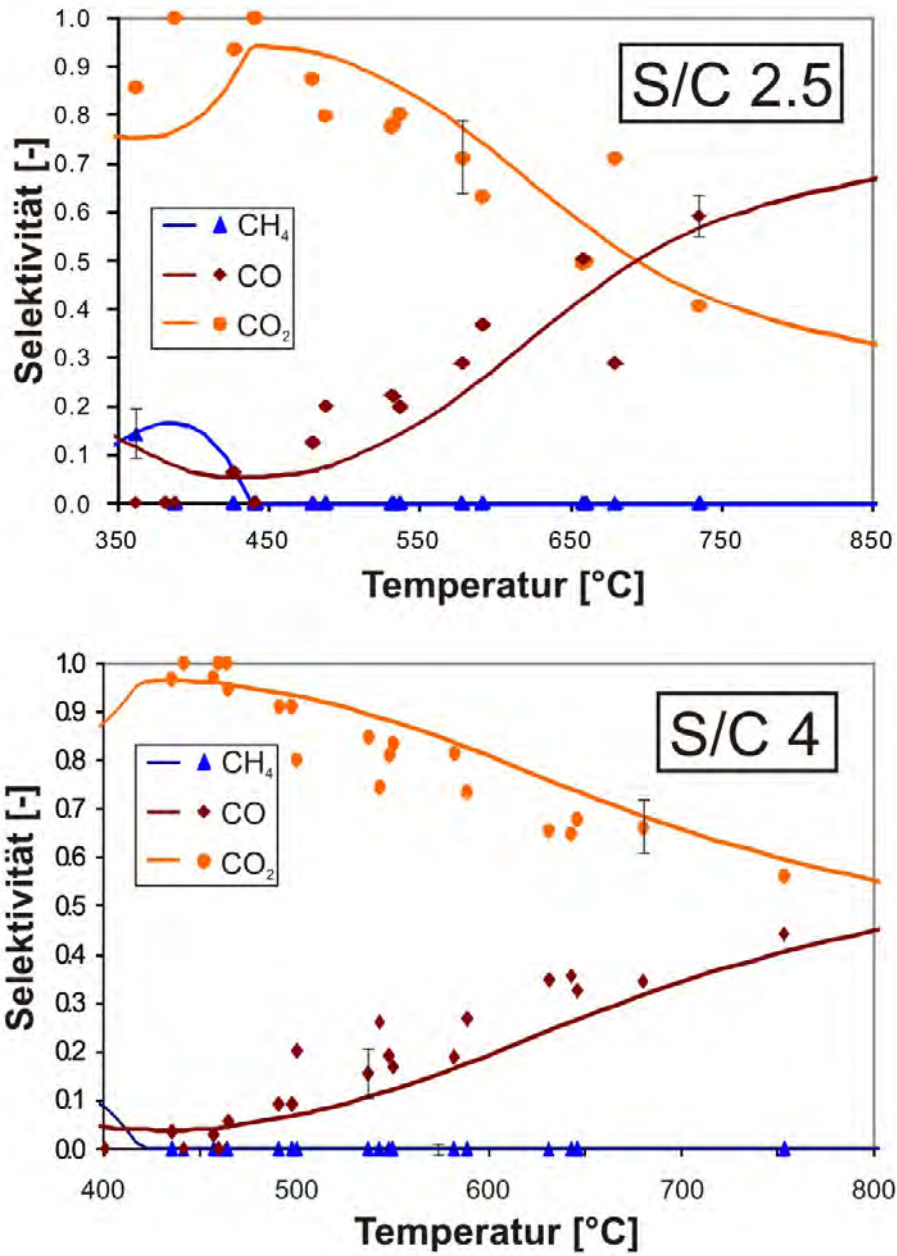 1.0
0.9
0.8
0.7
0.6
0.5
0.4
0.3
0.2
0.1
0.0
Selektivität [-]
S/C 2.5
CH₄
CO
CO₂
350 450 550 650 750 850
Temperatur [°C]
1.0
0.9
0.8
0.7
0.6
0.5
0.4
0.3
0.2
0.1
0.0
Selektivität [-]
S/C 4
CH₄
CO
CO₂
400 500 600 700 800
Temperatur [°C]